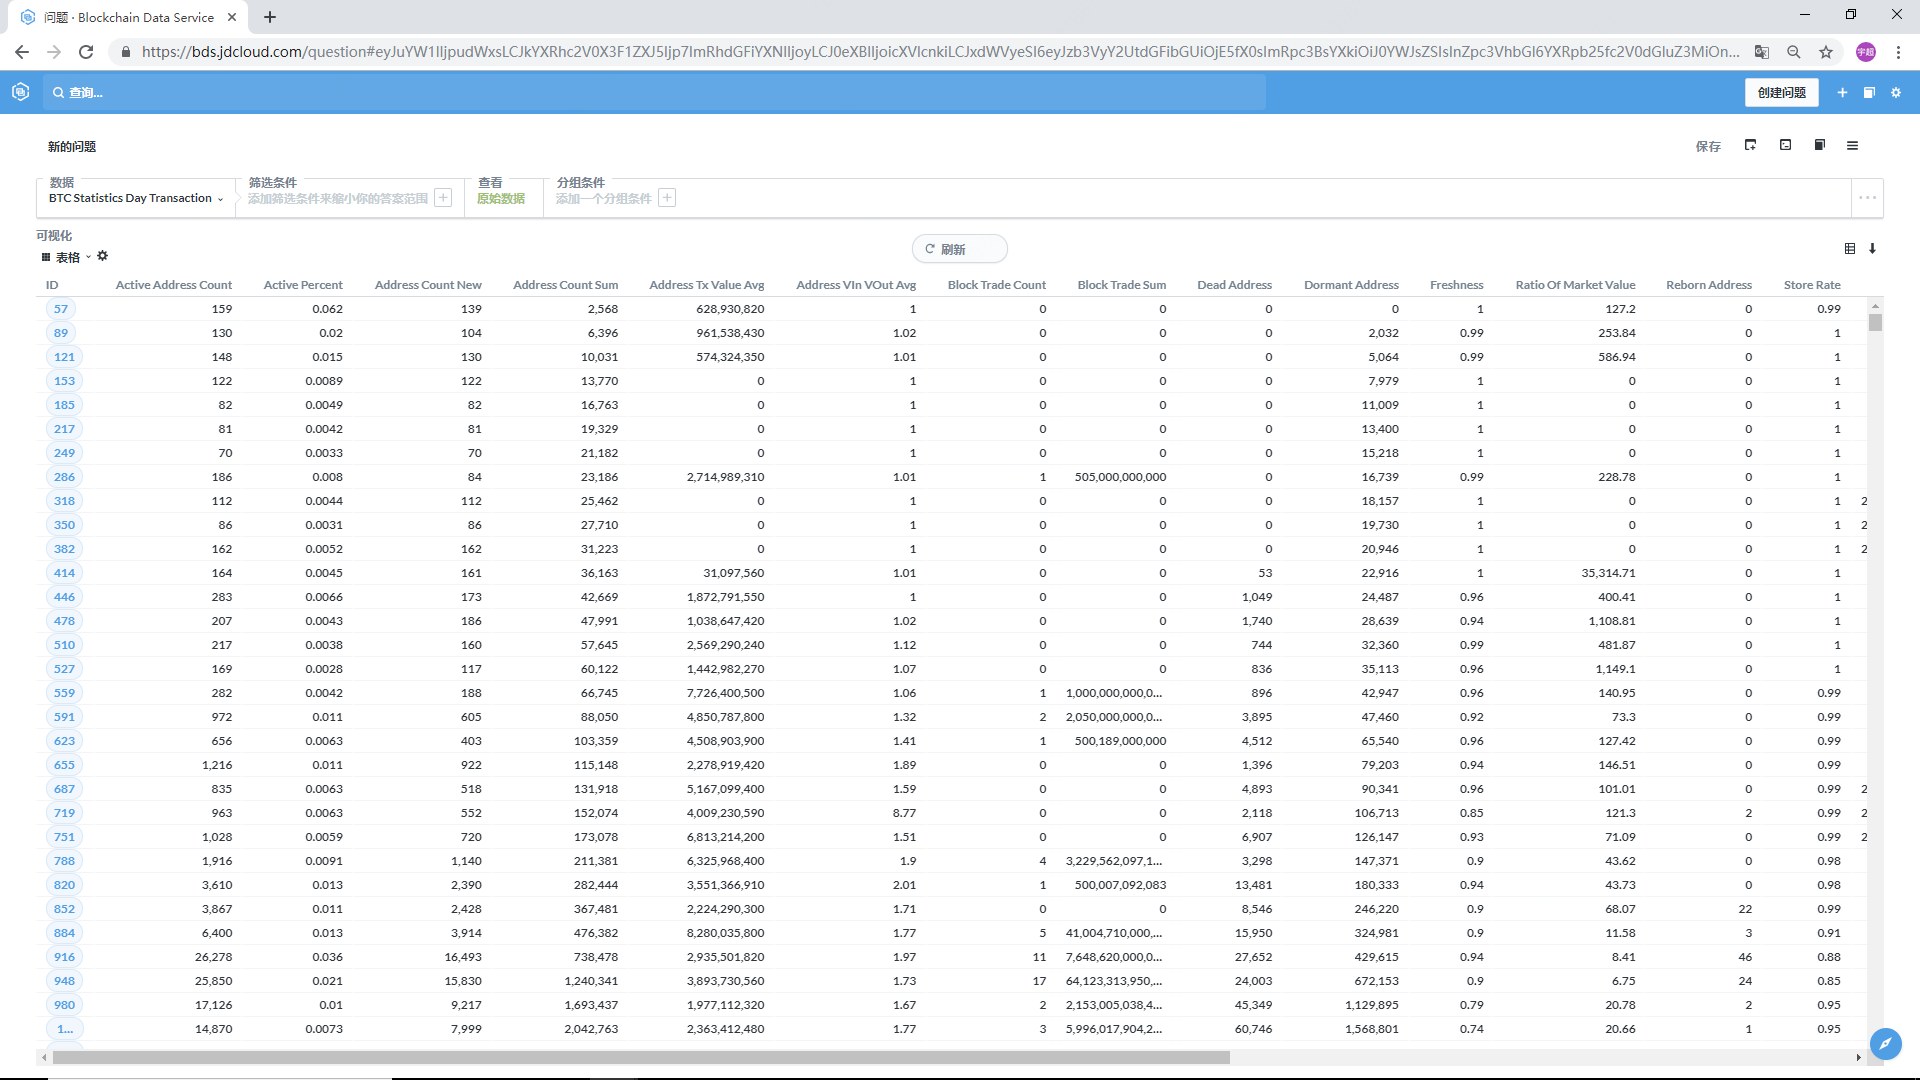 问题 · Blockchain Data Service
查询...
创建问题
新的问题
保存
数据 筛选条件 查看 分组条件
BTC Statistics Day Transaction 添加筛选条件来缩小你的答案范围 原始数据 添加一个分组条件
可视化
表格
刷新
ID Active Address Count Active Percent Address Count New Address Count Sum Address Tx Value Avg Address VIn VOut Avg Block Trade Count Block Trade Sum Dead Address Dormant Address Freshness Ratio Of Market Value Reborn Address Store Rate
57 159 0.062 139 2,568 628,930,820 1 0 0 0 0 1 127.2 0 0.99
89 130 0.02 104 6,396 961,538,430 1.02 0 0 0 2,032 0.99 253.84 0 1
121 148 0.015 130 10,031 574,324,350 1.01 0 0 0 5,064 0.99 586.94 0 1
153 122 0.0089 122 13,770 0 1 0 0 0 7,979 1 0 0 1
185 82 0.0049 82 16,763 0 1 0 0 0 11,009 1 0 0 1
217 81 0.0042 81 19,329 0 1 0 0 0 13,400 1 0 0 1
249 70 0.0033 70 21,182 0 1 0 0 0 15,218 1 0 0 1
286 186 0.008 84 23,186 2,714,989,310 1.01 1 505,000,000,000 0 16,739 0.99 228.78 0 1
318 112 0.0044 112 25,462 0 1 0 0 0 18,157 1 0 0 1 2
350 86 0.0031 86 27,710 0 1 0 0 0 19,730 1 0 0 1 2
382 162 0.0052 162 31,223 0 1 0 0 0 20,946 1 0 0 1 2
414 164 0.0045 161 36,163 31,097,560 1.01 0 0 53 22,916 1 35,314.71 0 1
446 283 0.0066 173 42,669 1,872,791,550 1 0 0 1,049 24,487 0.96 400.41 0 1
478 207 0.0043 186 47,991 1,038,647,420 1.02 0 0 1,740 28,639 0.94 1,108.81 0 1
510 217 0.0038 160 57,645 2,569,290,240 1.12 0 0 744 32,360 0.99 481.87 0 1
527 169 0.0028 117 60,122 1,442,982,270 1.07 0 0 836 35,113 0.96 1,149.1 0 1
559 282 0.0042 188 66,745 7,726,400,500 1.06 1 1,000,000,000,0... 896 42,947 0.96 140.95 0 0.99
591 972 0.011 605 88,050 4,850,787,800 1.32 2 2,050,000,000,0... 3,895 47,460 0.92 73.3 0 0.99
623 656 0.0063 403 103,359 4,508,903,900 1.41 1 500,189,000,000 4,512 65,540 0.96 127.42 0 0.99
655 1,216 0.011 922 115,148 2,278,919,420 1.89 0 0 1,396 79,203 0.94 146.51 0 0.99
687 835 0.0063 518 131,918 5,167,099,400 1.59 0 0 4,893 90,341 0.96 101.01 0 0.99 2
719 963 0.0063 552 152,074 4,009,230,590 8.77 0 0 2,118 106,713 0.85 121.3 2 0.99 2
751 1,028 0.0059 720 173,078 6,813,214,200 1.51 0 0 6,907 126,147 0.93 71.09 0 0.99 2
788 1,916 0.0091 1,140 211,381 6,325,968,400 1.9 4 3,229,562,097,1... 3,298 147,371 0.9 43.62 0 0.98
820 3,610 0.013 2,390 282,444 3,551,366,910 2.01 1 500,007,092,083 13,481 180,333 0.94 43.73 0 0.98
852 3,867 0.011 2,428 367,481 2,224,290,300 1.71 0 0 8,546 246,220 0.9 68.07 22 0.99
884 6,400 0.013 3,914 476,382 8,280,035,800 1.77 5 41,004,710,000,... 15,950 324,981 0.9 11.58 3 0.91
916 26,278 0.036 16,493 738,478 2,935,501,820 1.97 11 7,648,620,000,0... 27,652 429,615 0.94 8.41 46 0.88
948 25,850 0.021 15,830 1,240,341 3,893,730,560 1.73 17 64,123,313,950,... 24,003 672,153 0.9 6.75 24 0.85
980 17,126 0.01 9,217 1,693,437 1,977,112,320 1.67 2 2,153,005,038,4... 45,349 1,129,895 0.79 20.78 2 0.95
1... 14,870 0.0073 7,999 2,042,763 2,363,412,480 1.77 3 5,996,017,904,2... 60,746 1,568,801 0.74 20.66 1 0.95